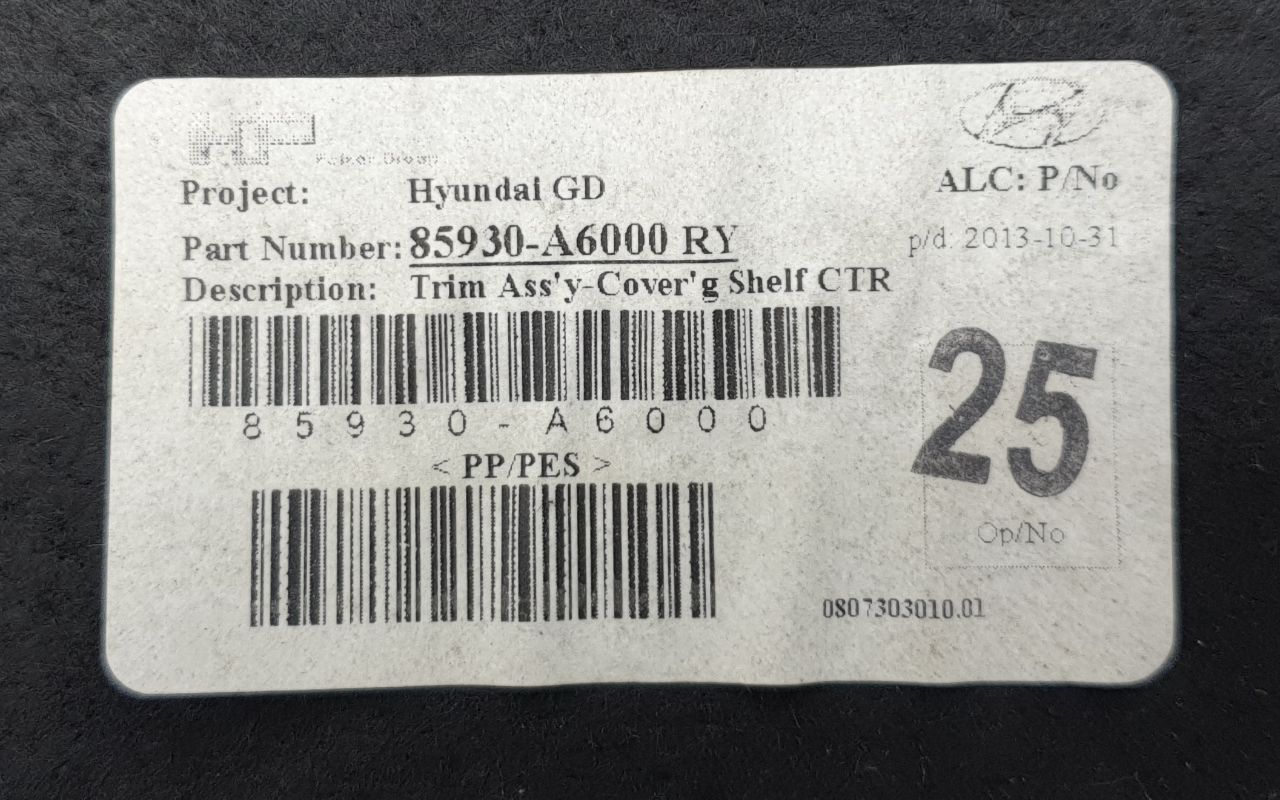 Project: Hyundai GD
ALC: P/No
Part Number: 85930-A6000 RY
p/d: 2013-10-31
Description: Trim Ass'y-Cover'g Shelf CTR
25
85930-A6000
< PP/PES >
Op/No
0807303010.01